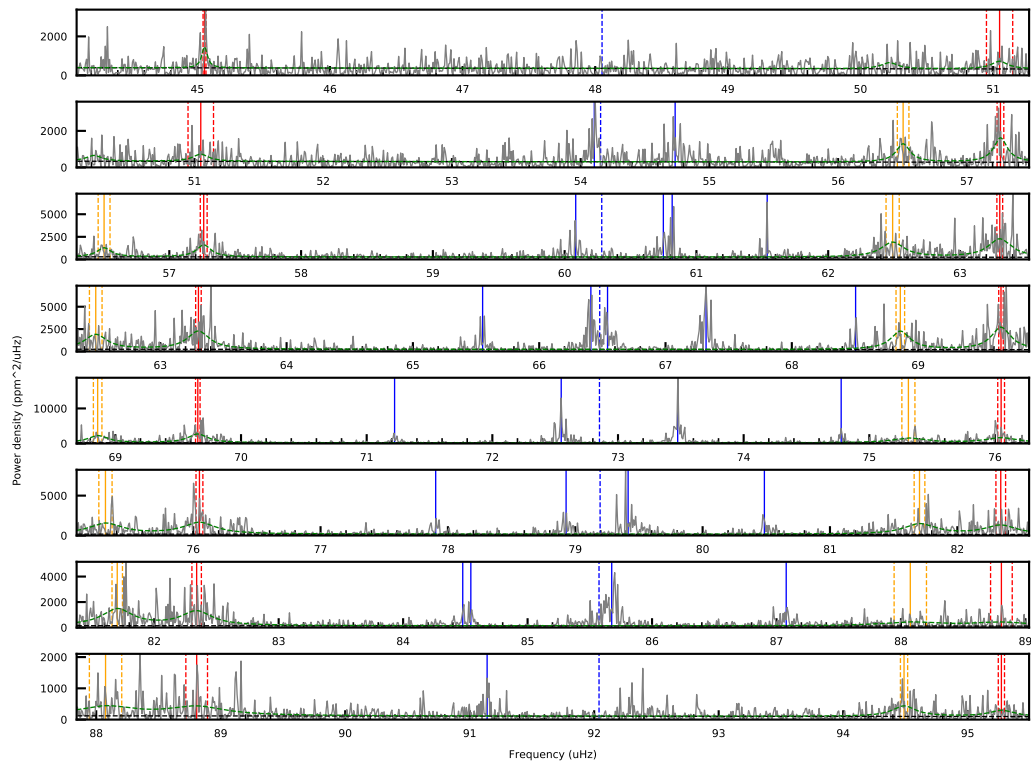 2000
0
45 46 47 48 49 50 51
2000
0
51 52 53 54 55 56 57
5000
2500
0
57 58 59 60 61 62 63
5000
2500
0
63 64 65 66 67 68 69
10000
0
69 70 71 72 73 74 75 76
5000
0
76 77 78 79 80 81 82
4000
2000
0
82 83 84 85 86 87 88 89
2000
1000
0
88 89 90 91 92 93 94 95
Power density (ppm^2/uHz)
Frequency (uHz)